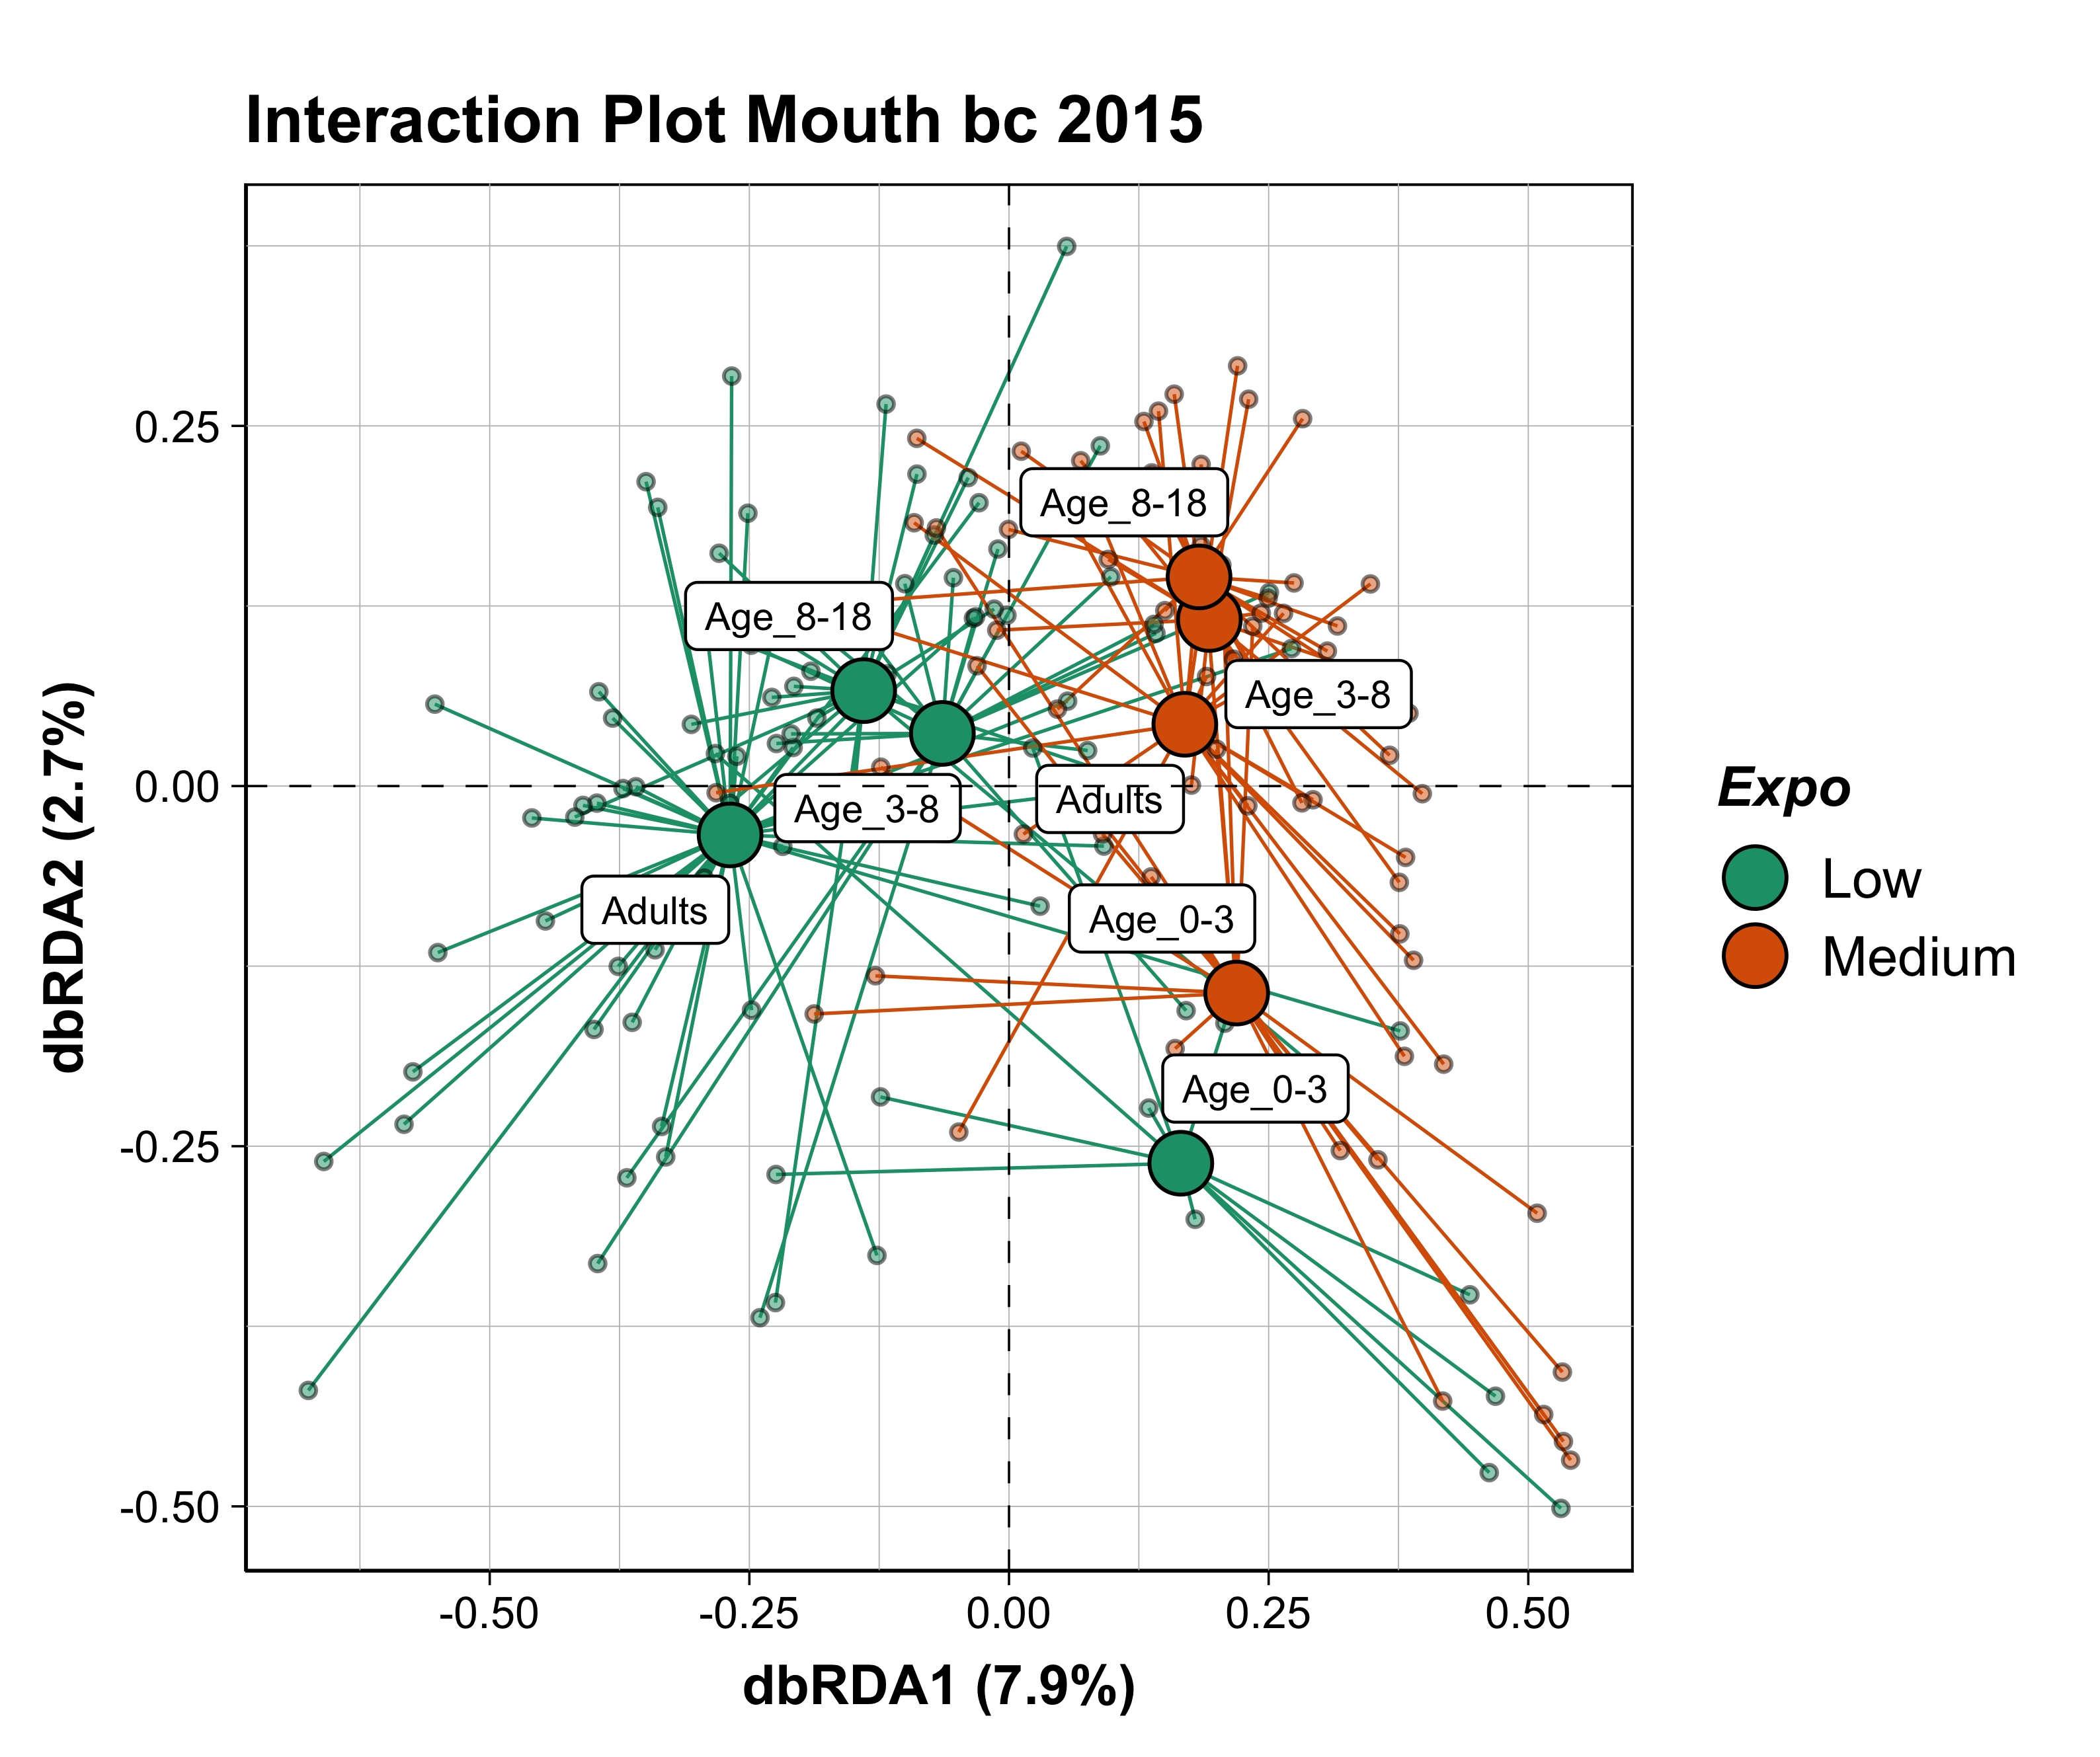 Interaction Plot Mouth bc 2015
0.25
0.00
-0.25
-0.50
dbRDA2 (2.7%)
Age_8-18
Age_8-18
Age_3-8
Adults
Age_3-8
Adults
Age_0-3
Age_0-3
-0.50
-0.25
0.00
0.25
0.50
dbRDA1 (7.9%)
Expo
Low
Medium